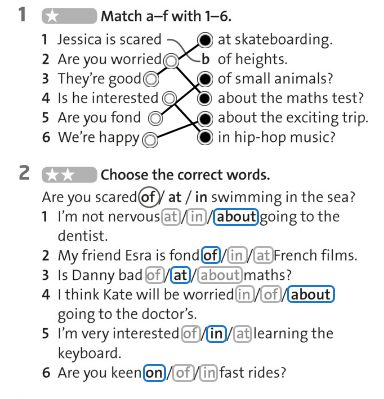 1 ★ Match a–f with 1–6.
1 Jessica is scared at skateboarding.
2 Are you worried b of heights.
3 They're good of small animals?
4 Is he interested about the maths test?
5 Are you fond about the exciting trip.
6 We're happy in hip-hop music?
2 ★★ Choose the correct words.
Are you scared of / at / in swimming in the sea?
1 I'm not nervous at / in / about going to the
dentist.
2 My friend Esra is fond of / in / at French films.
3 Is Danny bad of / at / about maths?
4 I think Kate will be worried in / of / about
going to the doctor's.
5 I'm very interested of / in / at learning the
keyboard.
6 Are you keen on / of / in fast rides?